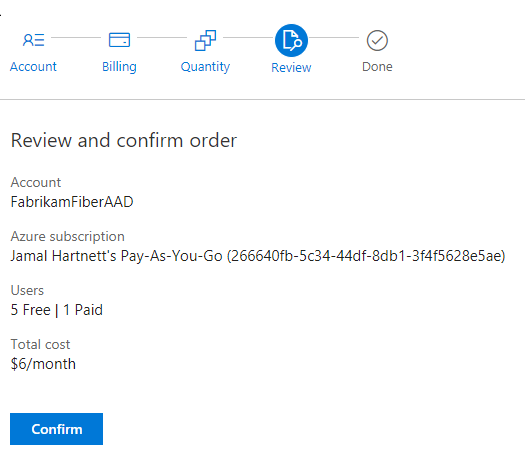 Account
Billing
Quantity
Review
Done
Review and confirm order
Account
FabrikamFiberAAD
Azure subscription
Jamal Hartnett's Pay-As-You-Go (266640fb-5c34-44df-8db1-3f4f5628e5ae)
Users
5 Free | 1 Paid
Total cost
$6/month
Confirm